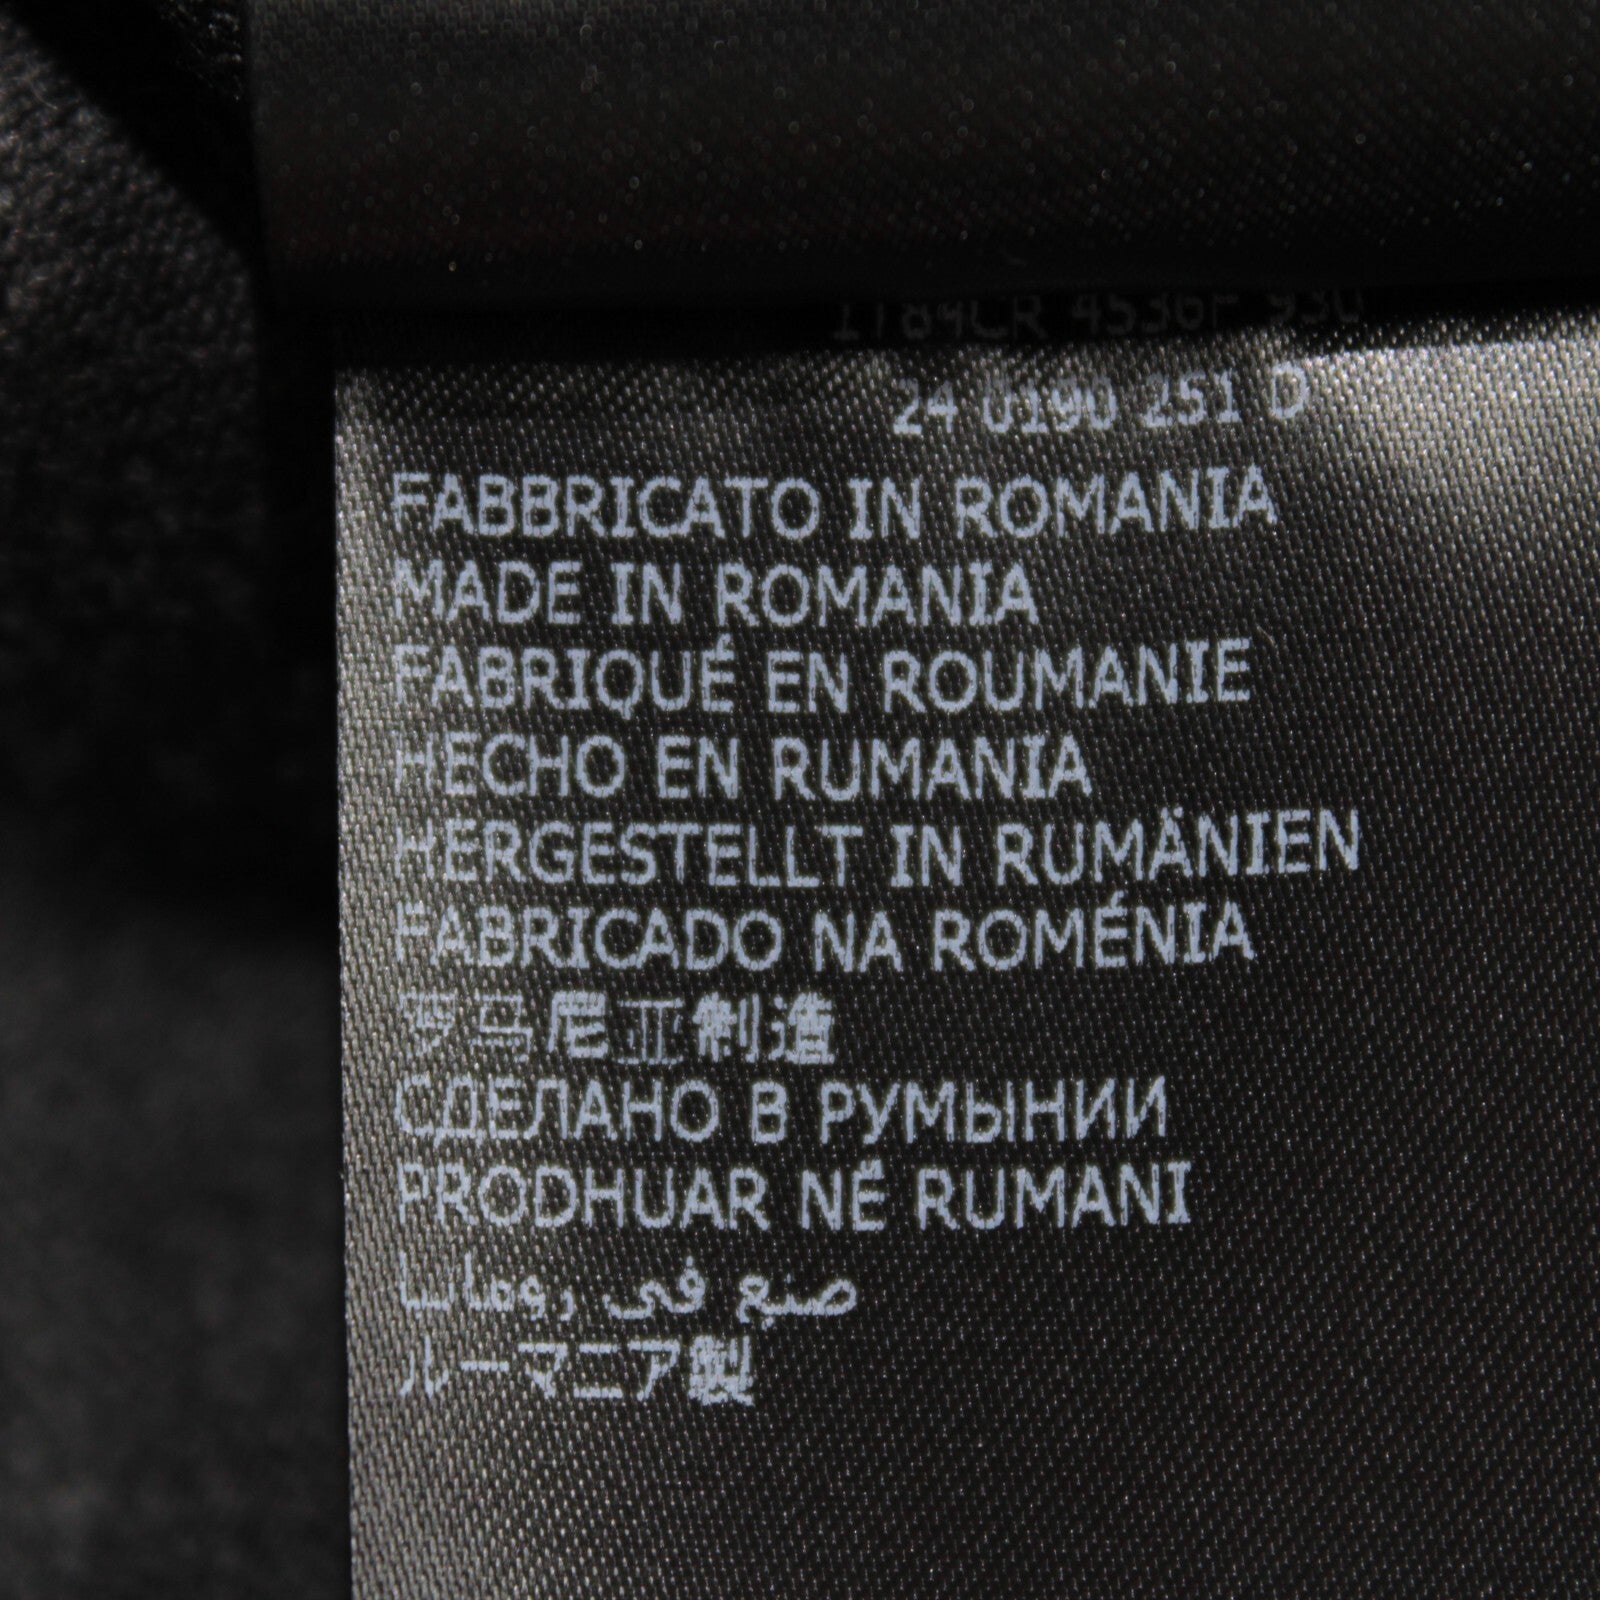 24 0190 251 D
FABBRICATO IN ROMANIA
MADE IN ROMANIA
FABRIQUÉ EN ROUMANIE
HECHO EN RUMANIA
HERGESTELLT IN RUMÄNIEN
FABRICADO NA ROMÉNIA
罗马尼亚制造
СДЕЛАНО В РУМЫНИИ
PRODHUAR NË RUMANI
صنع في رومانيا
ルーマニア製